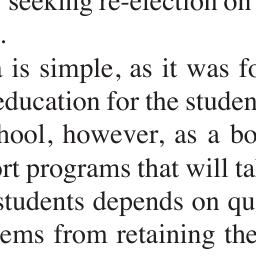 seeking re-election on
.
is simple, as it was fo
education for the studen
hool, however, as a bo
rt programs that will ta
students depends on qu
ems from retaining the